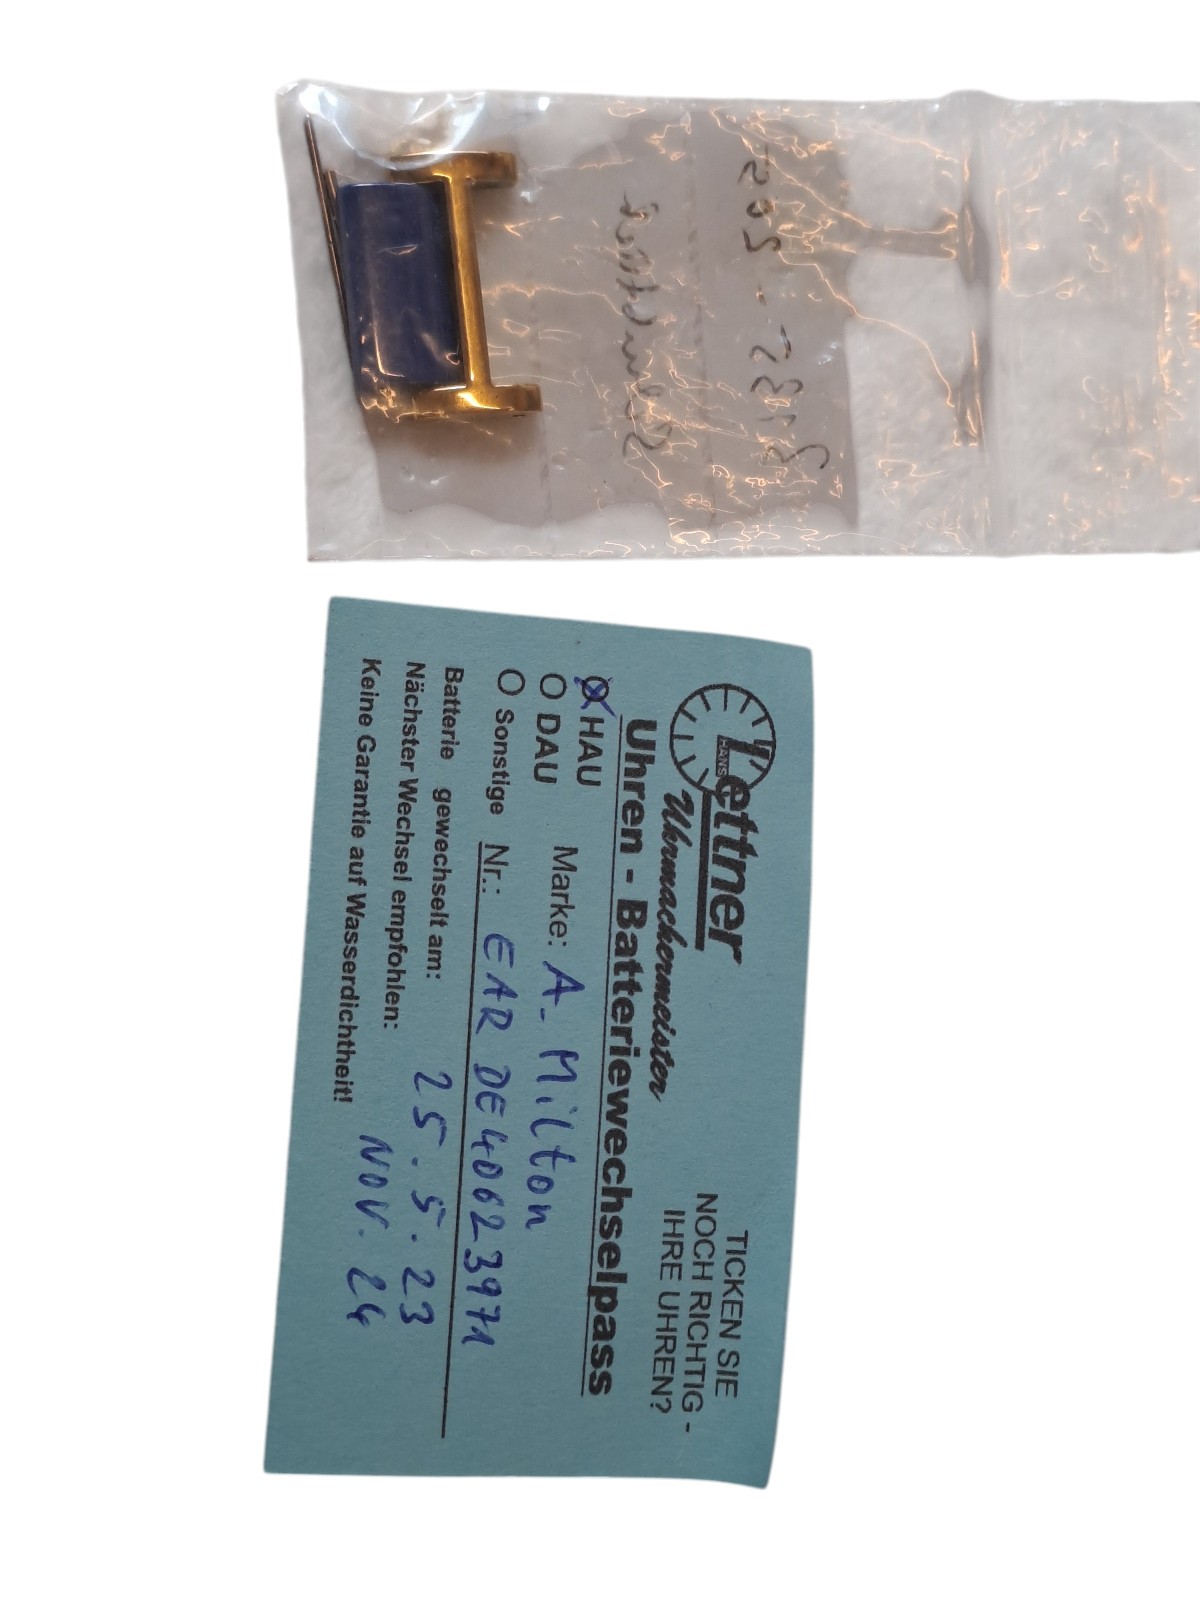 HANS Lettner
Uhrmachermeister
TICKEN SIE
NOCH RICHTIG -
IHRE UHREN?
Uhren - Batteriewechselpass
HAU
DAU
Sonstige
Marke: A. Milton
Nr.: EAR DE40623971
Batterie gewechselt am: 25.5.23
Nächster Wechsel empfohlen: NOV. 24
Keine Garantie auf Wasserdichtheit!